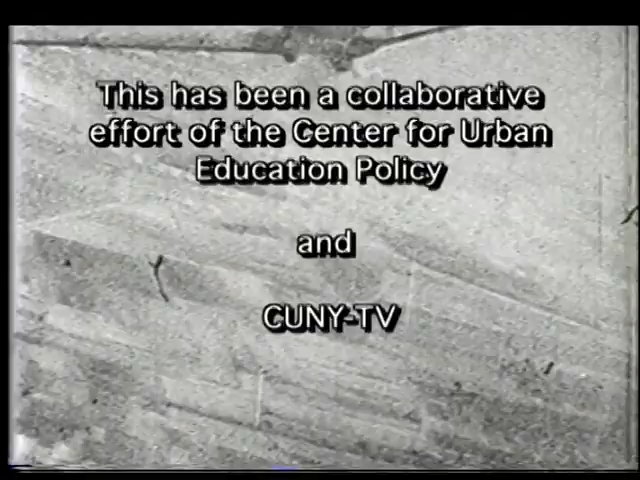 This has been a collaborative
effort of the Center for Urban
Education Policy
and
CUNY-TV